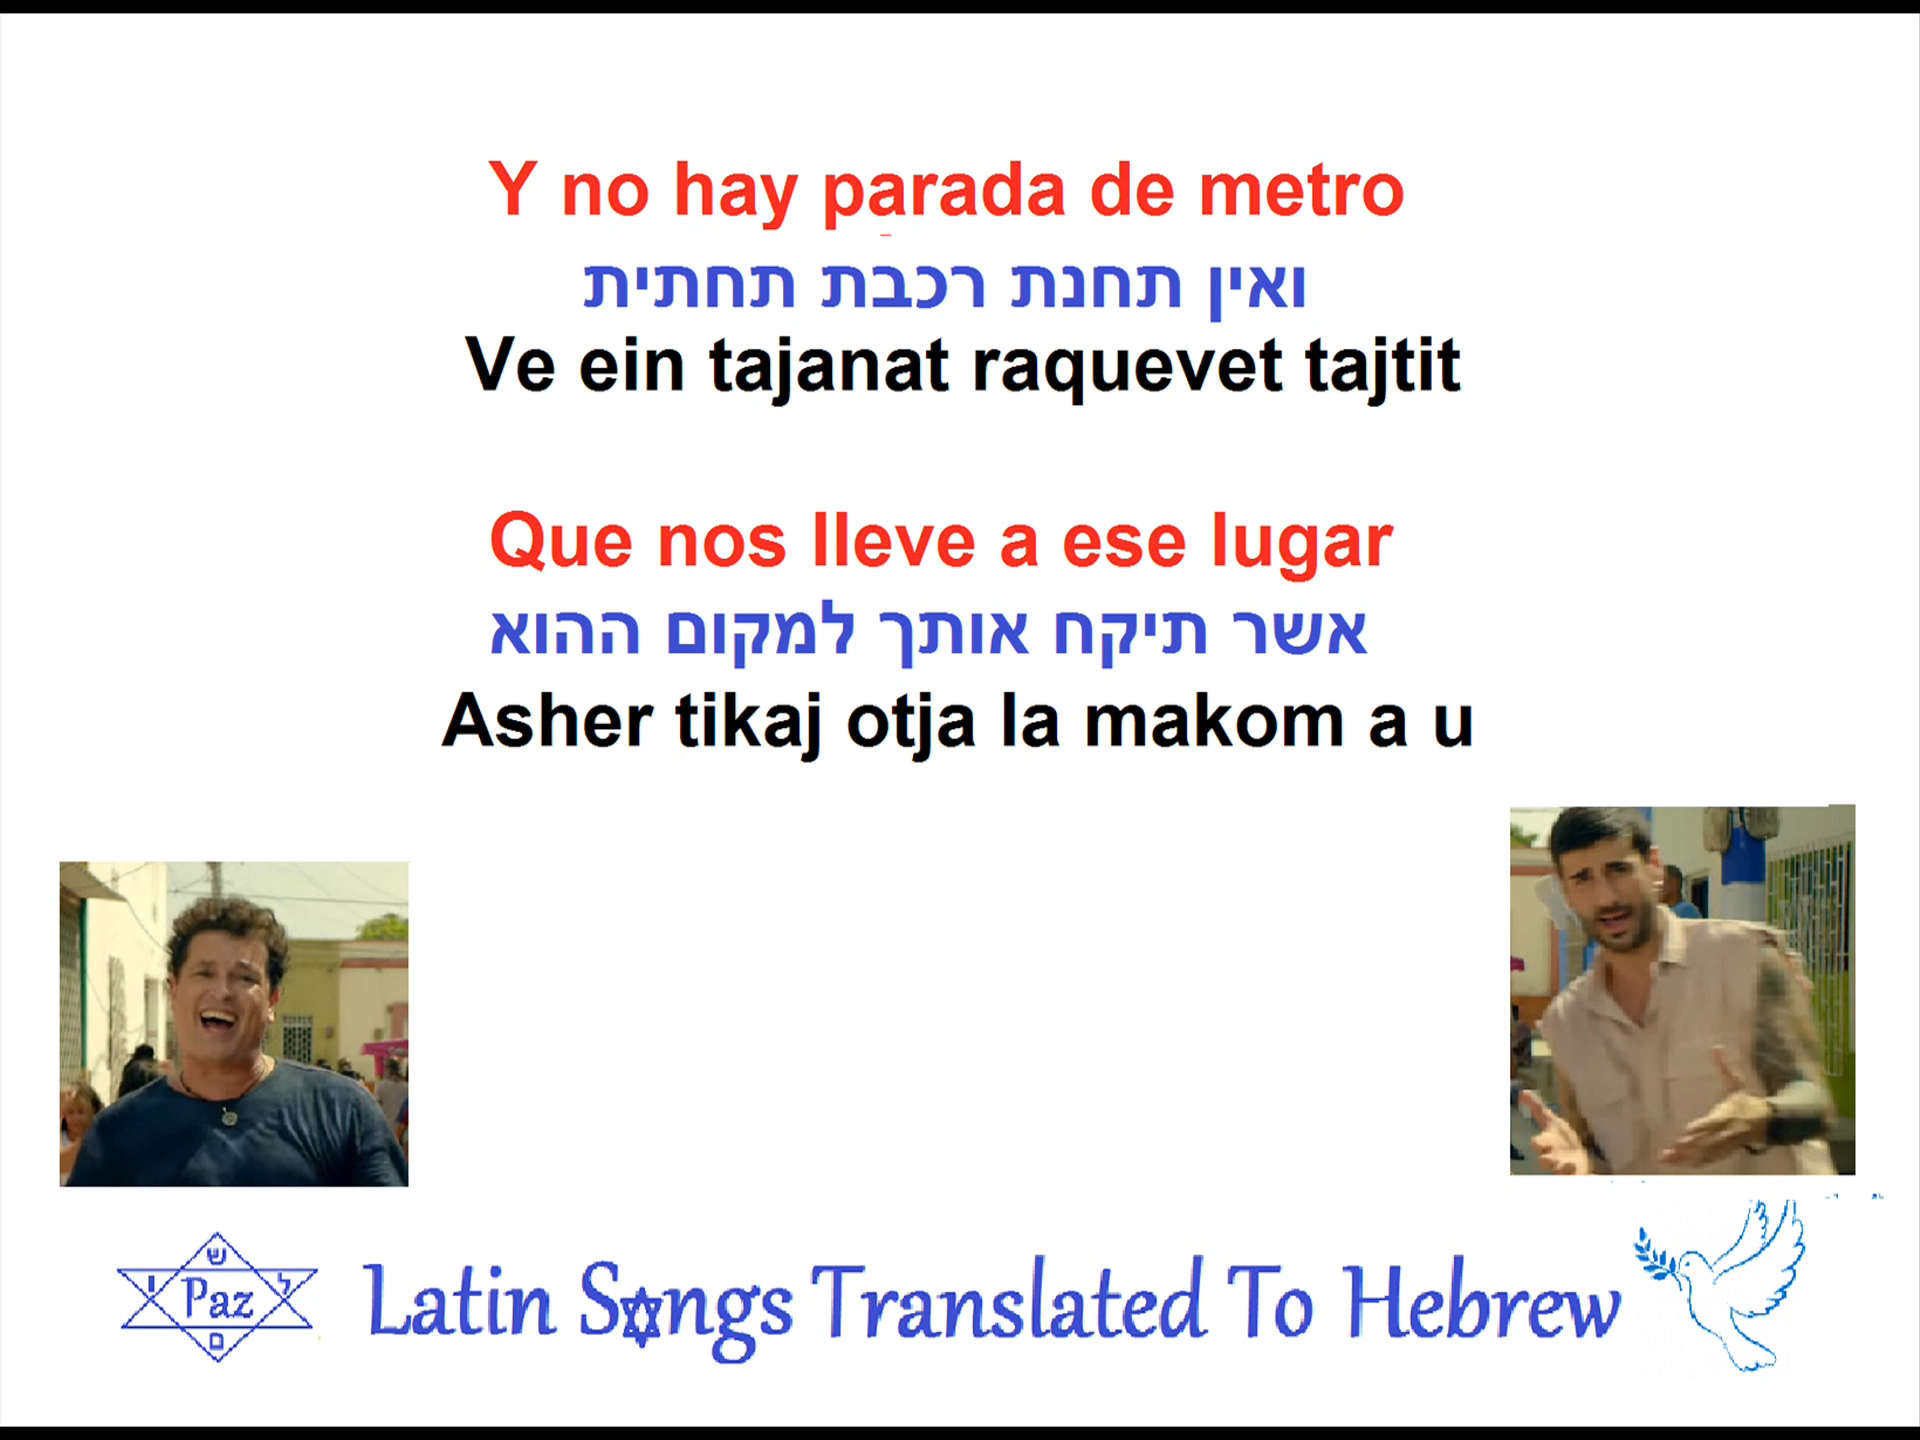 Y no hay parada de metro
ואין תחנת רכבת תחתית
Ve ein tajanat raquevet tajtit
Que nos lleve a ese lugar
אשר תיקח אותך למקום ההוא
Asher tikaj otja la makom a u
ש
ו Paz ל
ם
Latin Songs Translated To Hebrew